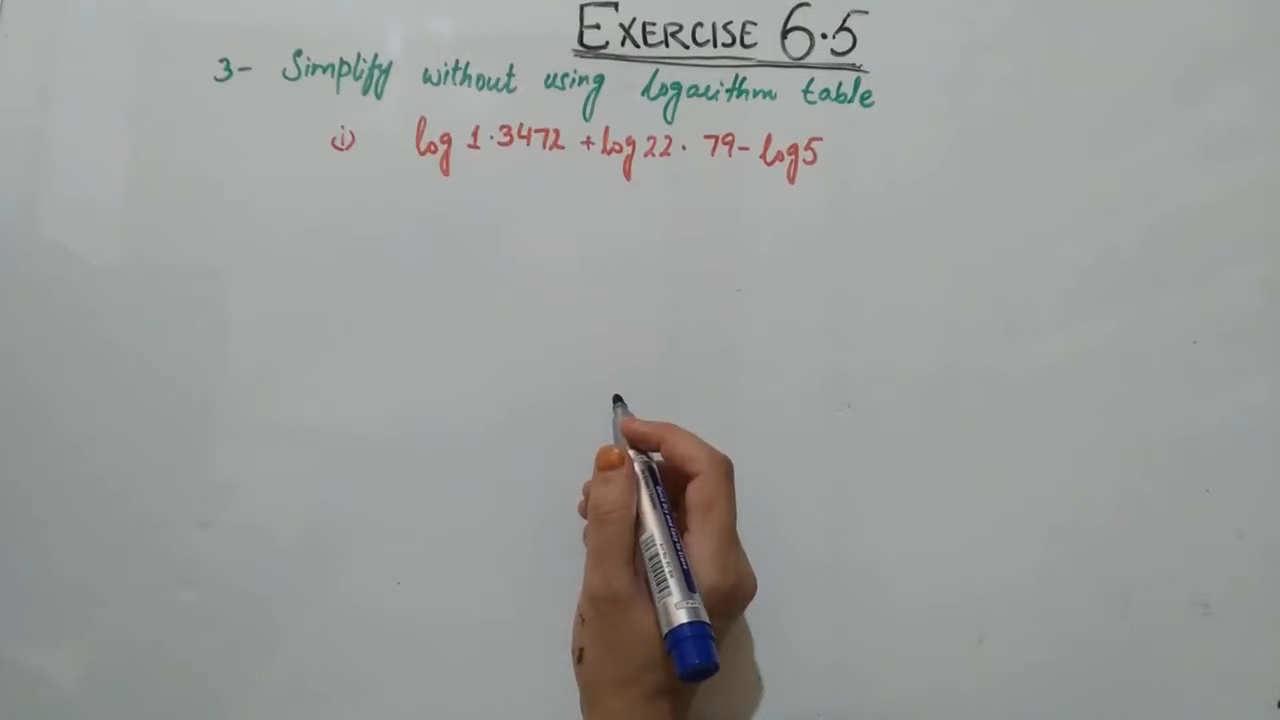 EXERCISE 6.5
3- Simplify without using logarithm table
i) log 1.3472 + log 22. 79 - log 5